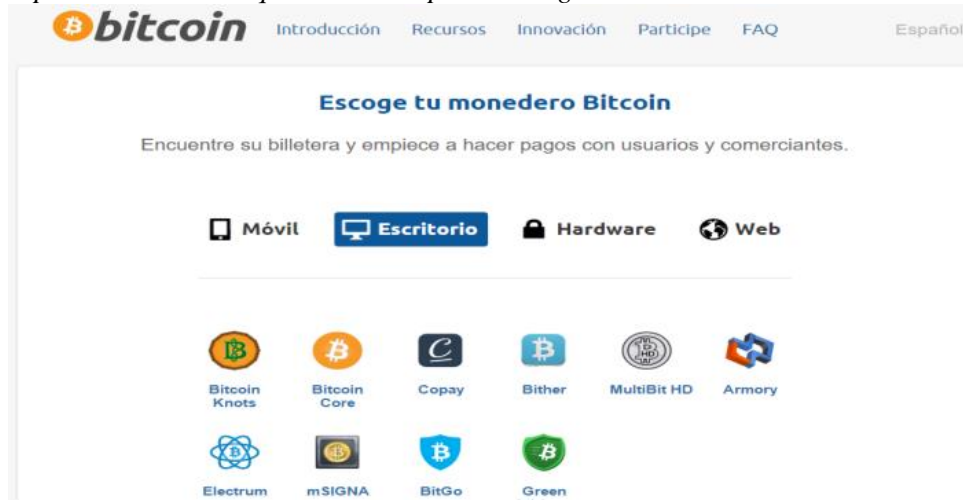 bitcoin Introducción Recursos Innovación Participe FAQ Español
Escoge tu monedero Bitcoin
Encuentre su billetera y empiece a hacer pagos con usuarios y comerciantes.
Móvil Escritorio Hardware Web
Bitcoin Knots
Bitcoin Core
Copay
Bither
MultiBit HD
Armory
Electrum
mSIGNA
BitGo
Green